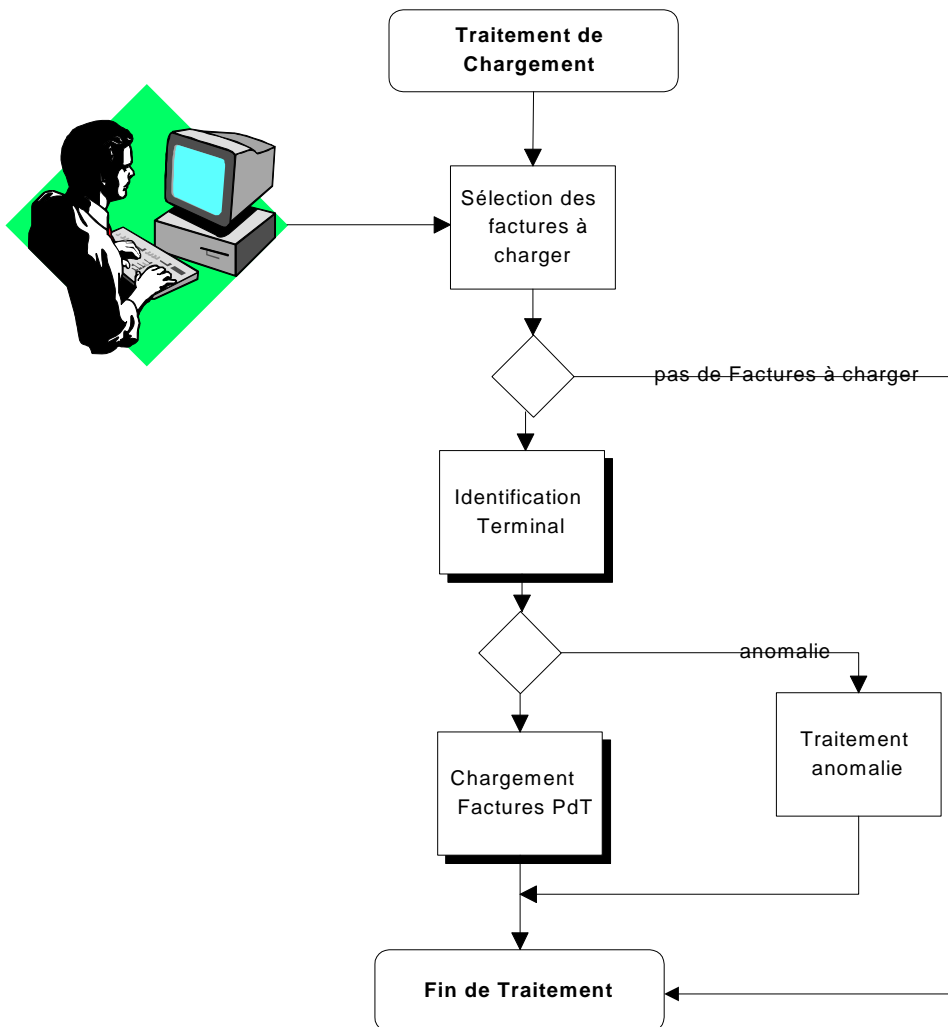 Traitement de
Chargement
Sélection des
factures à
charger
pas de Factures à charger
Identification
Terminal
anomalie
Traitement
anomalie
Chargement
Factures PdT
Fin de Traitement